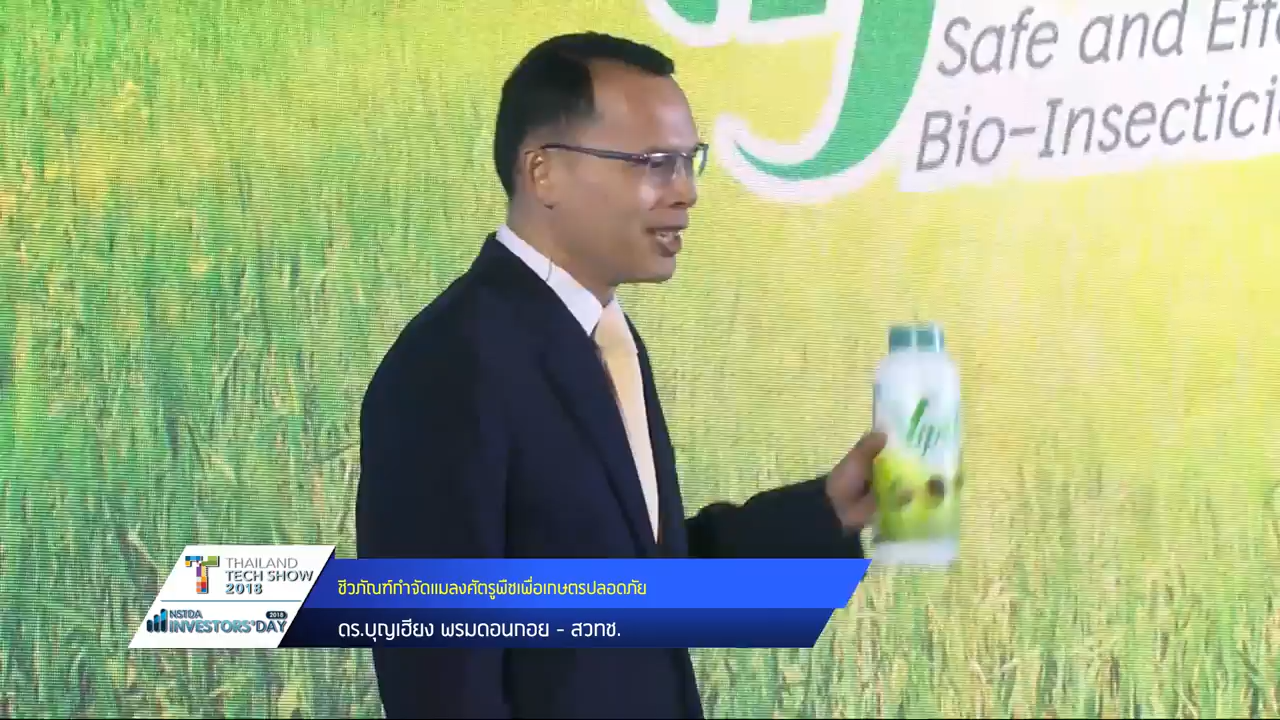 Safe and Eff
Bio-Insectici
THAILAND
TECH SHOW
2018
ชีวภัณฑ์กำจัดแมลงศัตรูพืชเพื่อเกษตรปลอดภัย
NSTDA 2018
INVESTORS' DAY
ดร.บุญเฮียง พรมดอนกอย - สวทช.